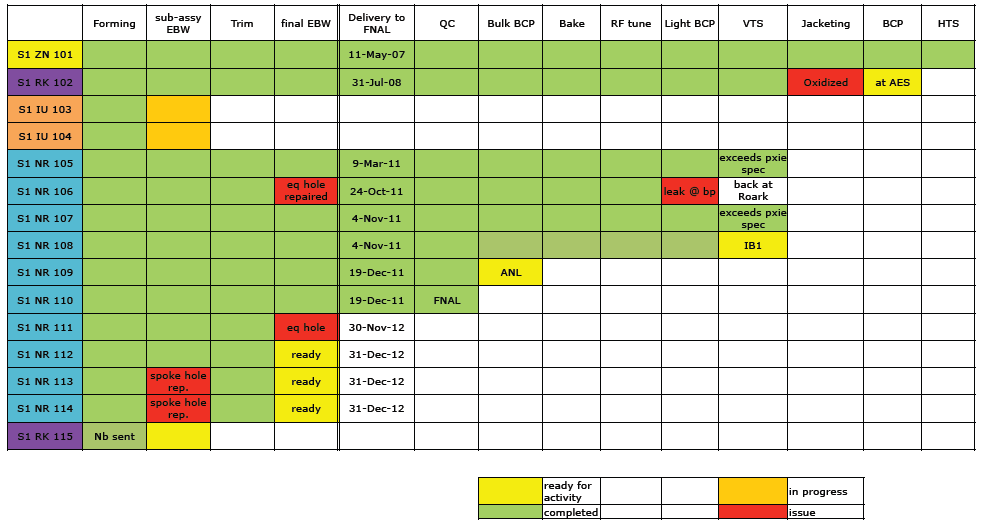 Forming sub-assy EBW Trim final EBW Delivery to FNAL QC Bulk BCP Bake RF tune Light BCP VTS Jacketing BCP HTS
S1 ZN 101 11-May-07
S1 RK 102 31-Jul-08 Oxidized at AES
S1 IU 103
S1 IU 104
S1 NR 105 9-Mar-11 exceeds pxie spec
S1 NR 106 eq hole repaired 24-Oct-11 leak @ bp back at Roark
S1 NR 107 4-Nov-11 exceeds pxie spec
S1 NR 108 4-Nov-11 IB1
S1 NR 109 19-Dec-11 ANL
S1 NR 110 19-Dec-11 FNAL
S1 NR 111 eq hole 30-Nov-12
S1 NR 112 ready 31-Dec-12
S1 NR 113 spoke hole rep. ready 31-Dec-12
S1 NR 114 spoke hole rep. ready 31-Dec-12
S1 RK 115 Nb sent
ready for activity in progress
completed issue